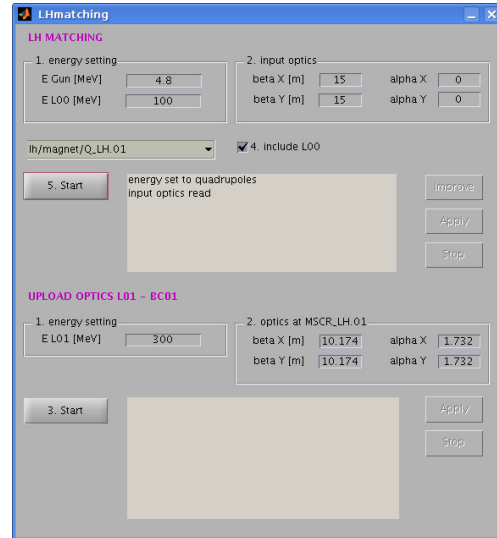 LHmatching
LH MATCHING
1. energy setting
E Gun [MeV] 4.8
E L00 [MeV] 100
2. input optics
beta X [m] 15 alpha X 0
beta Y [m] 15 alpha Y 0
lh/magnet/Q_LH.01
4. include L00
5. Start
energy set to quadrupoles
input optics read
Improve
Apply
Stop
UPLOAD OPTICS L01 - BC01
1. energy setting
E L01 [MeV] 300
2. optics at MSCR_LH.01
beta X [m] 10.174 alpha X 1.732
beta Y [m] 10.174 alpha Y 1.732
3. Start
Apply
Stop